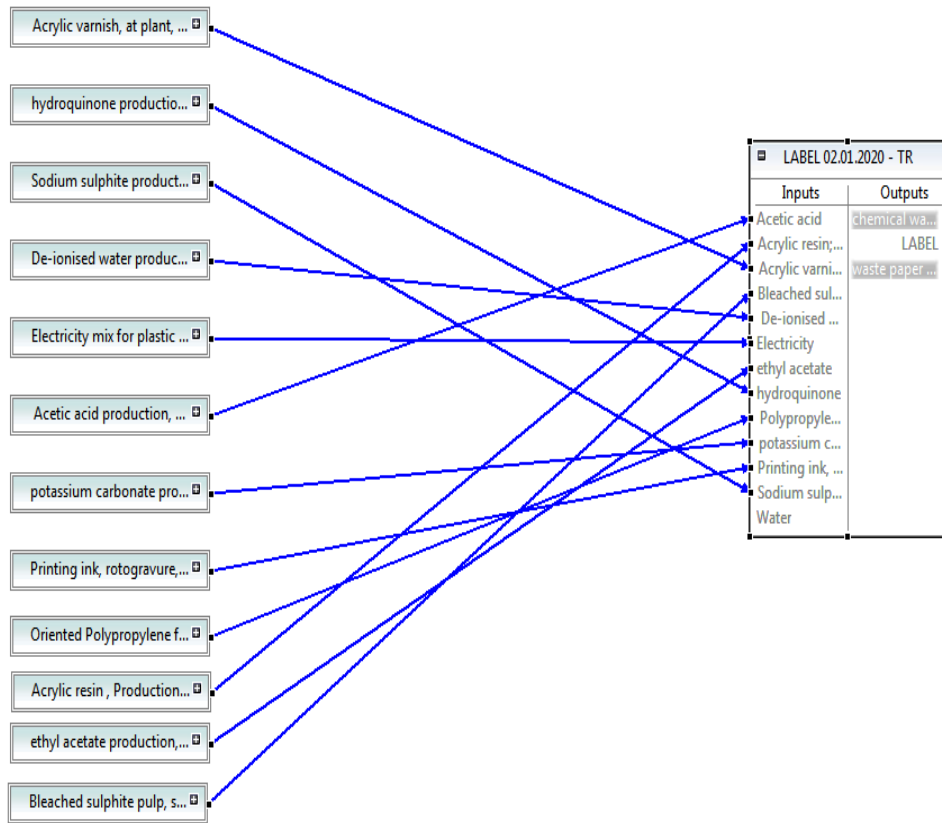 Acrylic varnish, at plant, ...
hydroquinone productio...
Sodium sulphite product...
De-ionised water produc...
Electricity mix for plastic ...
Acetic acid production, ...
potassium carbonate pro...
Printing ink, rotogravure,...
Oriented Polypropylene f...
Acrylic resin , Production...
ethyl acetate production,...
Bleached sulphite pulp, s...
LABEL 02.01.2020 - TR
Inputs Outputs
Acetic acid chemical wa...
Acrylic resin;... LABEL
Acrylic varni... waste paper ...
Bleached sul...
De-ionised ...
Electricity
ethyl acetate
hydroquinone
Polypropyle...
potassium c...
Printing ink, ...
Sodium sulp...
Water